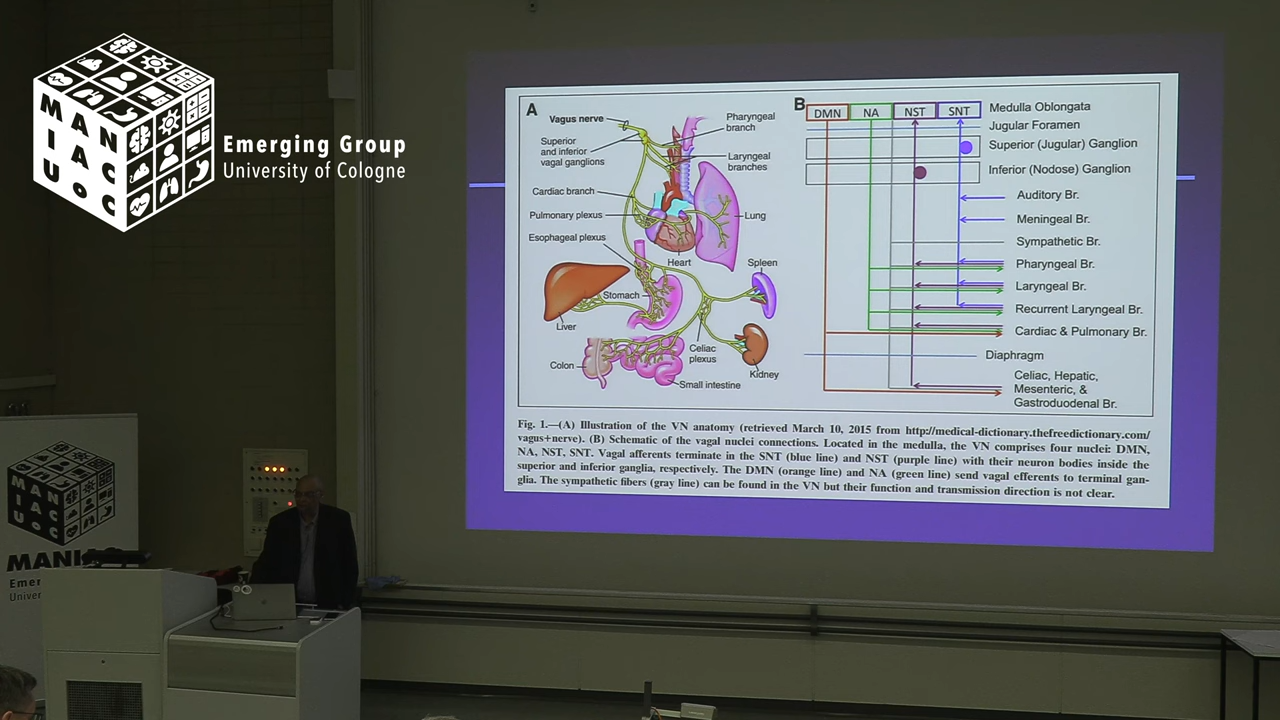 MANIAC
U o C
Emerging Group
University of Cologne
A
Vagus nerve
Superior
and inferior
vagal ganglions
Cardiac branch
Pulmonary plexus
Esophageal plexus
Pharyngeal
branch
Laryngeal
branches
Lung
Heart
Spleen
Stomach
Liver
Celiac
plexus
Kidney
Colon
Small intestine
B
DMN NA NST SNT
Medulla Oblongata
Jugular Foramen
Superior (Jugular) Ganglion
Inferior (Nodose) Ganglion
Auditory Br.
Meningeal Br.
Sympathetic Br.
Pharyngeal Br.
Laryngeal Br.
Recurrent Laryngeal Br.
Cardiac & Pulmonary Br.
Diaphragm
Celiac, Hepatic,
Mesenteric, &
Gastroduodenal Br.
Fig. 1.—(A) Illustration of the VN anatomy (retrieved March 10, 2015 from http://medical-dictionary.thefreedictionary.com/
vagus+nerve). (B) Schematic of the vagal nuclei connections. Located in the medulla, the VN comprises four nuclei: DMN,
NA, NST, SNT. Vagal afferents terminate in the SNT (blue line) and NST (purple line) with their neuron bodies inside the
superior and inferior ganglia, respectively. The DMN (orange line) and NA (green line) send vagal efferents to terminal gan-
glia. The sympathetic fibers (gray line) can be found in the VN but their function and transmission direction is not clear.
MANIAC
U o C
MANI
Emer
Univer